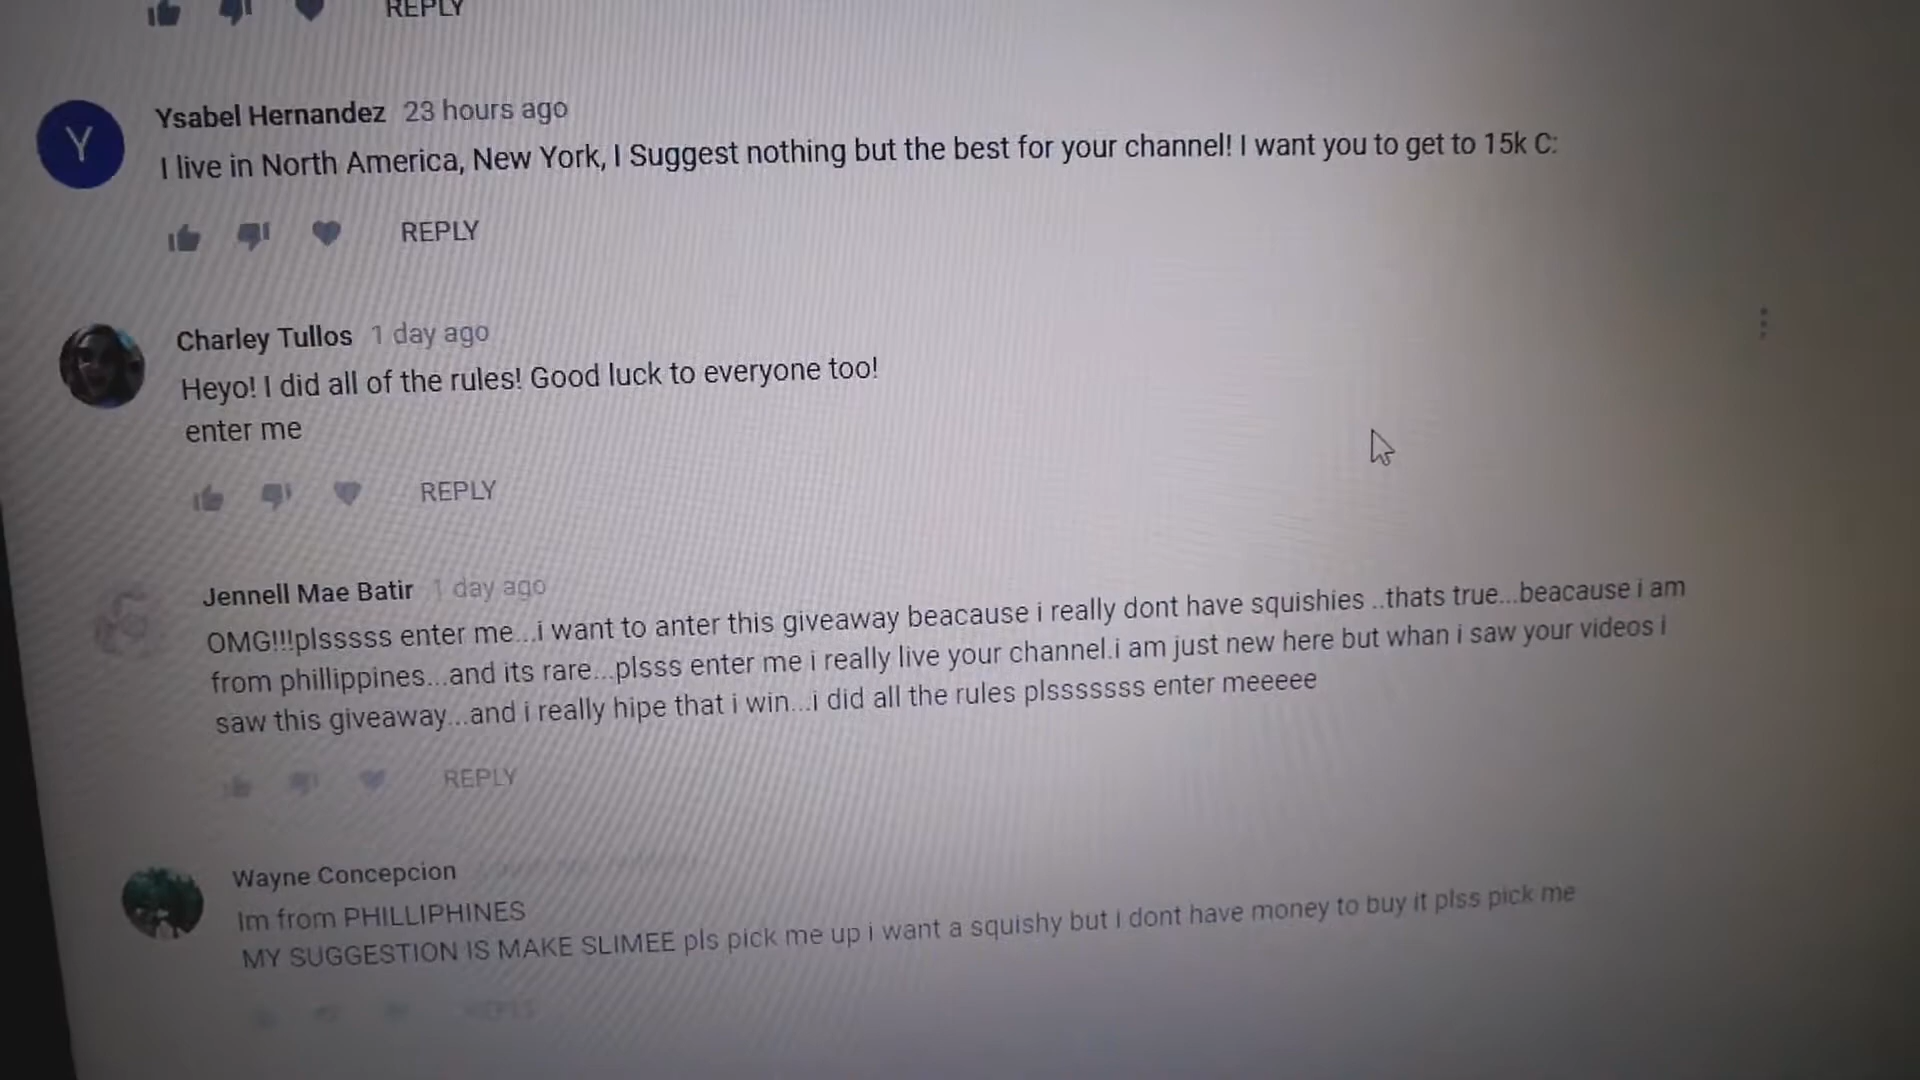 REPLY
Y
Ysabel Hernandez 23 hours ago
I live in North America, New York, I Suggest nothing but the best for your channel! I want you to get to 15k C:
REPLY
Charley Tullos 1 day ago
Heyo! I did all of the rules! Good luck to everyone too!
enter me
REPLY
Jennell Mae Batir 1 day ago
OMG!!!plsssss enter me...i want to anter this giveaway beacause i really dont have squishies ..thats true...beacause i am
from phillippines...and its rare...plsss enter me i really live your channel.i am just new here but whan i saw your videos i
saw this giveaway...and i really hipe that i win...i did all the rules plsssssss enter meeeee
REPLY
Wayne Concepcion
Im from PHILLIPHINES
MY SUGGESTION IS MAKE SLIMEE pls pick me up i want a squishy but i dont have money to buy it plss pick me
REPLY